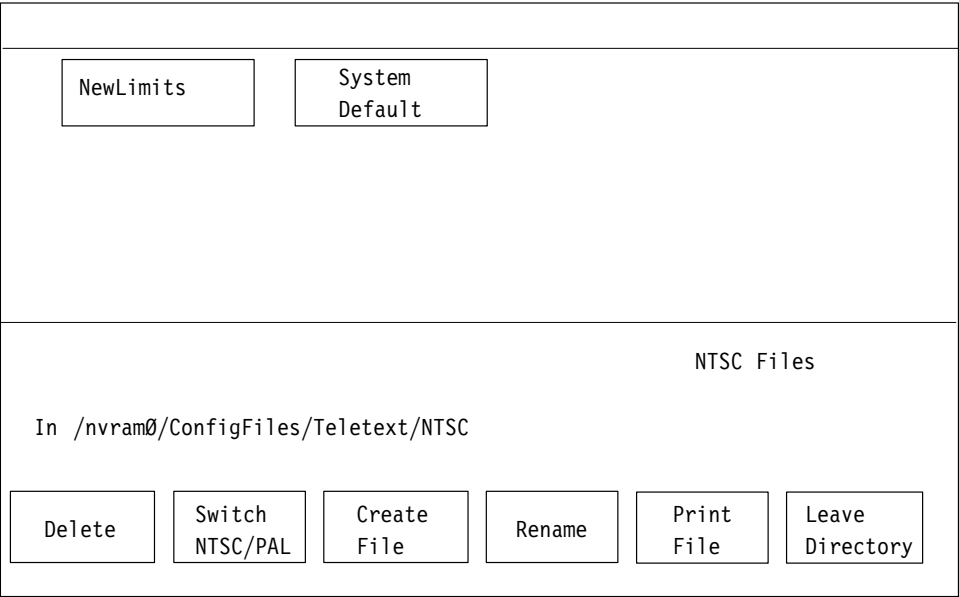 NewLimits
System
Default
NTSC Files
In /nvram0/ConfigFiles/Teletext/NTSC
Delete
Switch
NTSC/PAL
Create
File
Rename
Print
File
Leave
Directory